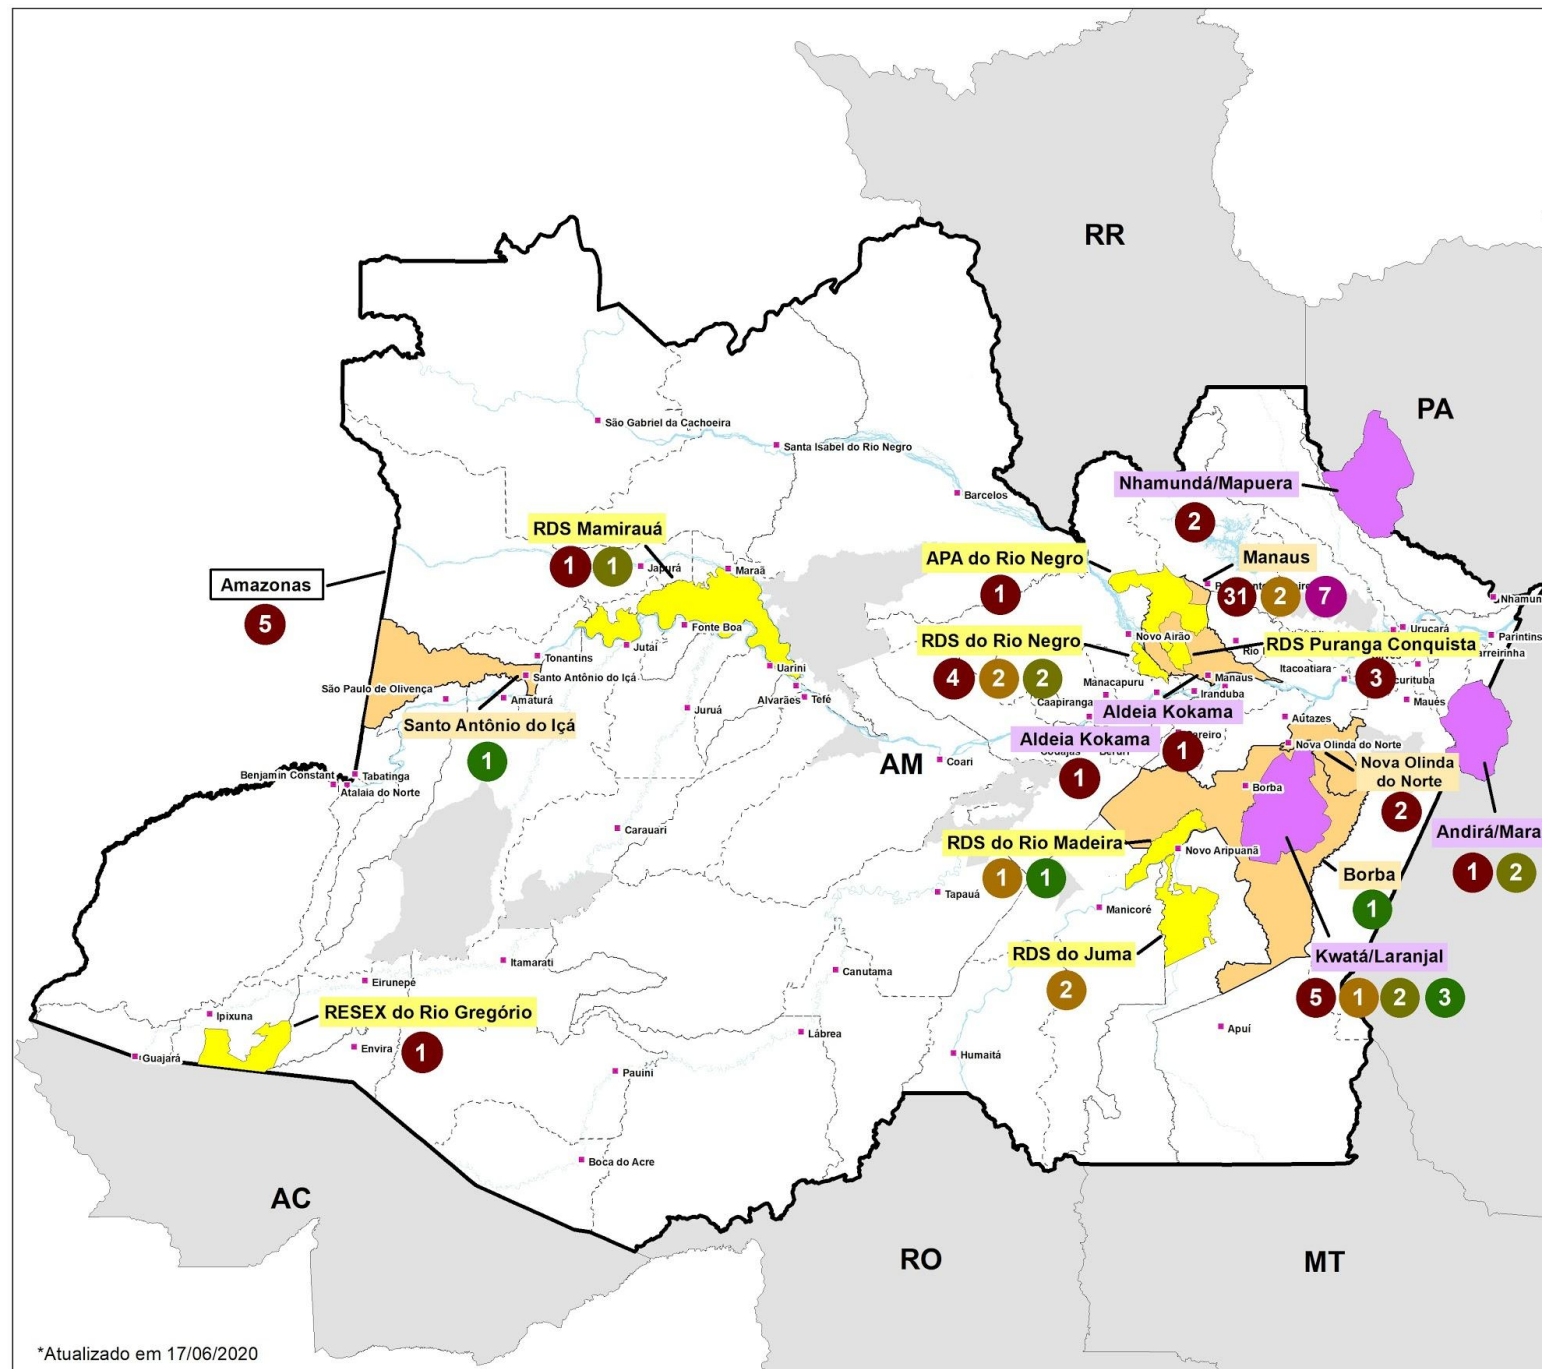 RR
PA
São Gabriel da Cachoeira
Santa Isabel do Rio Negro
Barcelos
Nhamundá/Mapuera
2
RDS Mamirauá
1 1
Japurá
Maraã
APA do Rio Negro
1
Manaus
31 2 7
Amazonas
5
Fonte Boa
Jutaí
Tonantins
Uarini
Santo Antônio do Içá
São Paulo de Olivença
Amaturá
Alvarães
Tefé
Juruá
Santo Antônio do Içá
1
Novo Airão
RDS do Rio Negro
4 2 2
Rio
RDS Puranga Conquista
3
Urucará
Parintins
Itacoatiara
Maués
Manacapuru
Manaus
Iranduba
Caapiranga
Aldeia Kokama
1
Aldeia Kokama
1
Autazes
Nova Olinda do Norte
Nova Olinda
do Norte
2
AM
Coari
Borba
Benjamin Constant
Tabatinga
Atalaia do Norte
Carauari
RDS do Rio Madeira
1 1
Novo Aripuanã
Andirá/Mara
1 2
Borba
1
Tapauá
Manicoré
RDS do Juma
2
Kwatá/Laranjal
5 1 2 3
Itamarati
Canutama
Eirunepé
Ipixuna
RESEX do Rio Gregório
1
Envira
Guajará
Lábrea
Apuí
Humaitá
Pauini
Boca do Acre
AC
RO
MT
*Atualizado em 17/06/2020